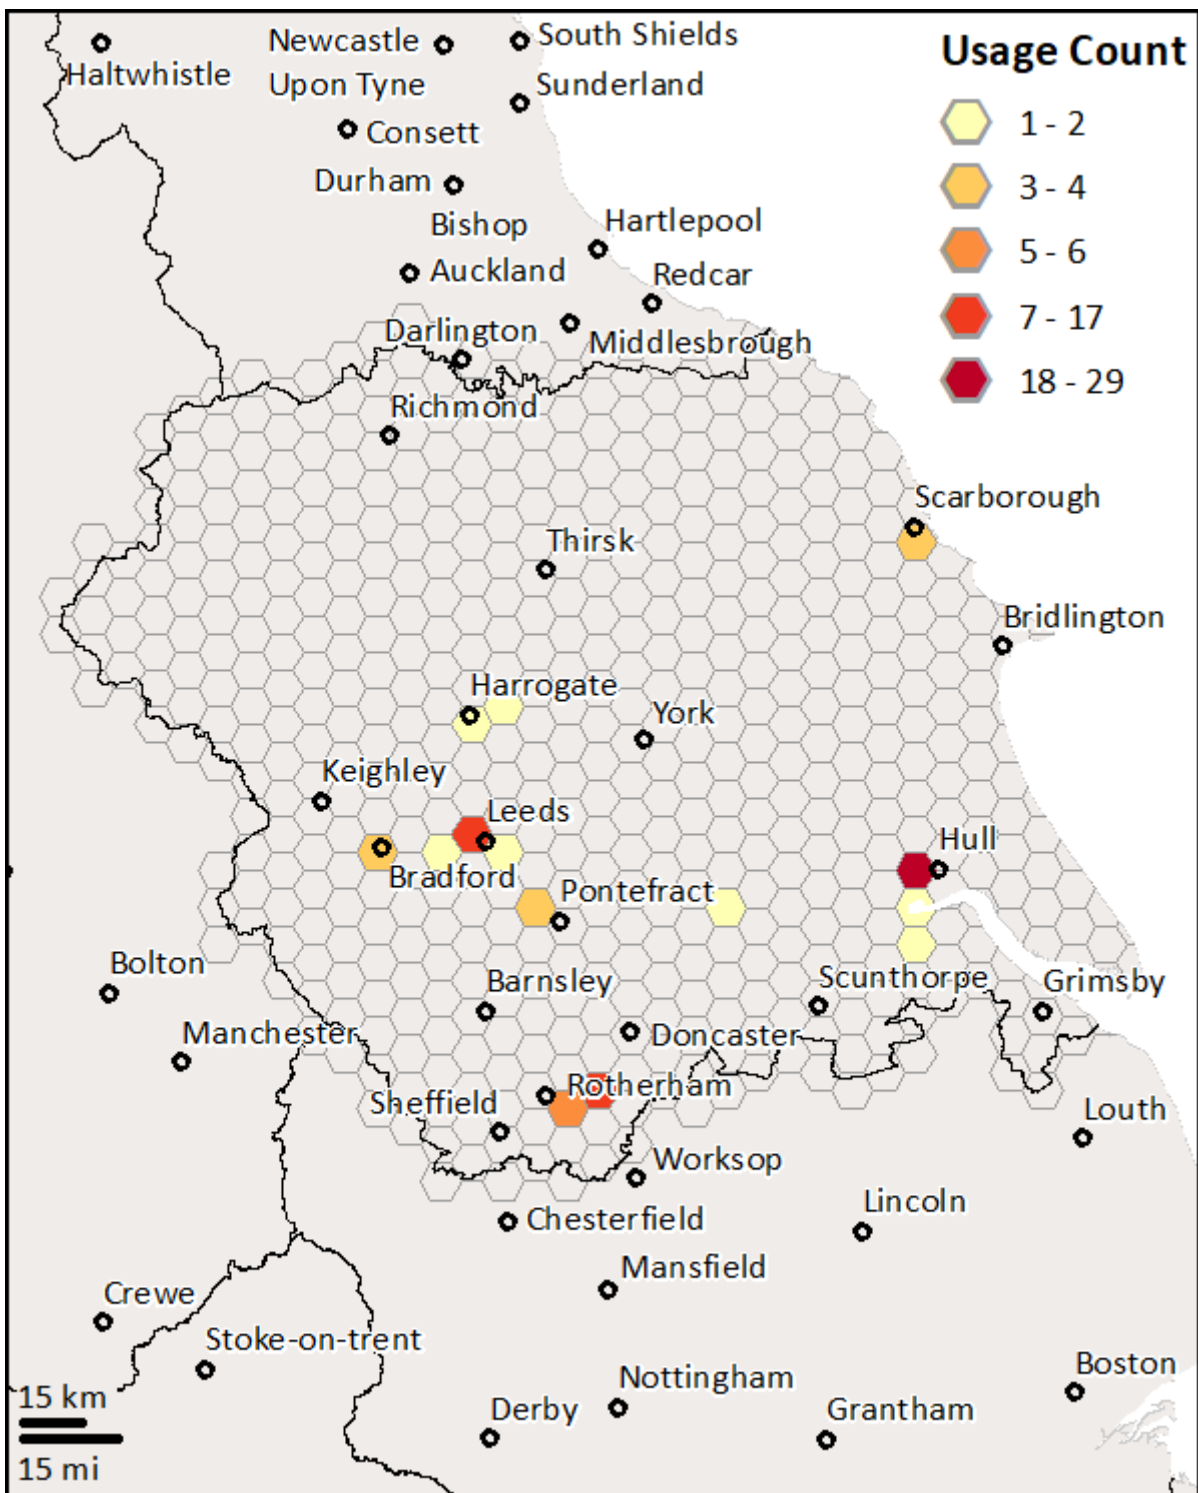 South Shields
Newcastle
Upon Tyne
Usage Count
Haltwhistle
Sunderland
1 - 2
Consett
Durham
3 - 4
Bishop
Auckland
Hartlepool
5 - 6
Redcar
7 - 17
Darlington
Middlesbrough
18 - 29
Richmond
Scarborough
Thirsk
Bridlington
Harrogate
York
Keighley
Leeds
Hull
Bradford
Pontefract
Bolton
Barnsley
Scunthorpe
Grimsby
Manchester
Doncaster
Rotherham
Sheffield
Louth
Worksop
Lincoln
Chesterfield
Mansfield
Crewe
Stoke-on-trent
Boston
Nottingham
15 km
Derby
Grantham
15 mi